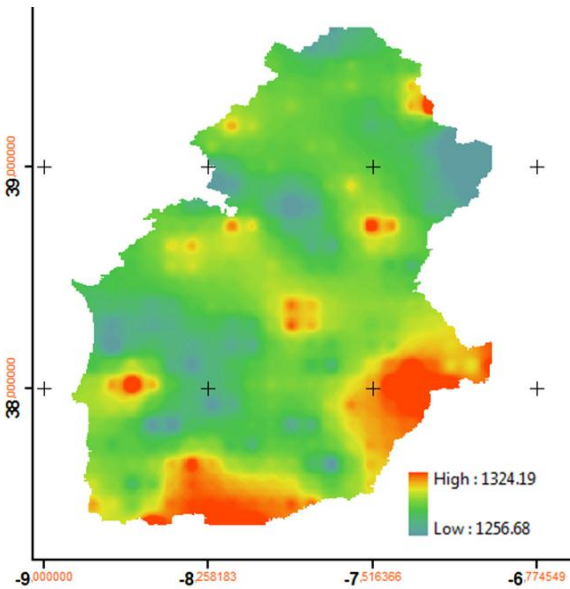 39,000000
38,000000
High : 1324.19
Low : 1256.68
-9,000000 -8,258183 -7,516366 -6,774549